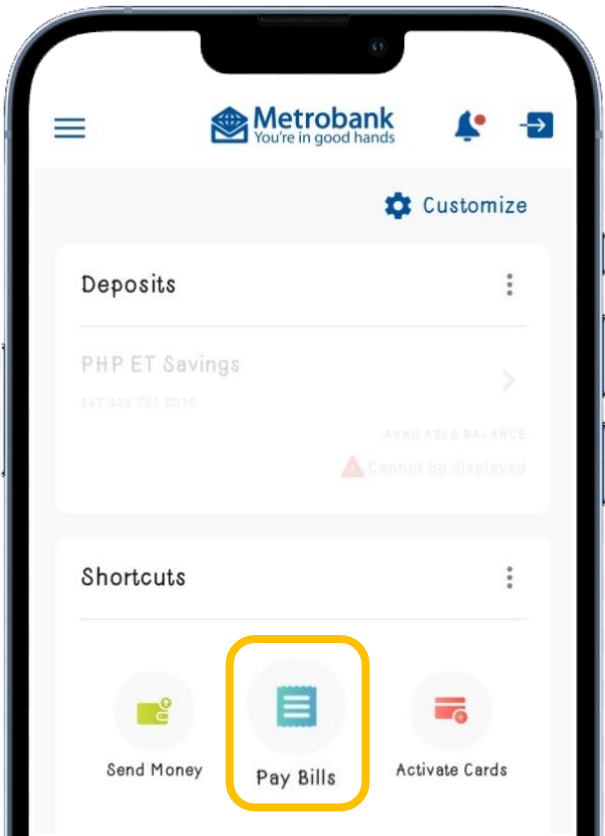 Metrobank
You're in good hands
Customize
Deposits
PHP ET Savings
AVAILABLE BALANCE
Cannot be displayed
Shortcuts
Send Money
Pay Bills
Activate Cards